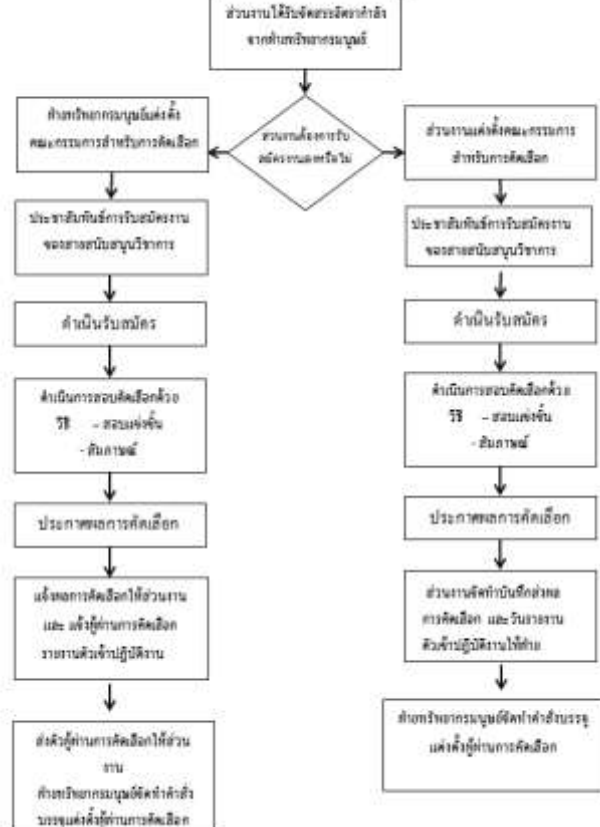 ส่วนงานได้รับจัดสรรอัตรากำลัง
จากฝ่ายทรัพยากรมนุษย์
ส่วนงานต้องการรับ
สมัครงานเองหรือไม่
ฝ่ายทรัพยากรมนุษย์แต่งตั้ง
คณะกรรมการสำหรับการคัดเลือก
ประชาสัมพันธ์การรับสมัครงาน
ของสายสนับสนุนวิชาการ
ดำเนินรับสมัคร
ดำเนินการสอบคัดเลือกด้วย
วิธี – สอบแข่งขั้น
- สัมภาษณ์
ประกาศผลการคัดเลือก
แจ้งผลการคัดเลือกให้ส่วนงาน
และ แจ้งผู้ผ่านการคัดเลือก
รายงานตัวเข้าปฏิบัติงาน
ส่งตัวผู้ผ่านการคัดเลือกให้ส่วน
งาน
ฝ่ายทรัพยากรมนุษย์จัดทำคำสั่ง
บรรจุแต่งตั้งผู้ผ่านการคัดเลือก
ส่วนงานแต่งตั้งคณะกรรมการ
สำหรับการคัดเลือก
ประชาสัมพันธ์การรับสมัครงาน
ของสายสนับสนุนวิชาการ
ดำเนินรับสมัคร
ดำเนินการสอบคัดเลือกด้วย
วิธี – สอบแข่งขั้น
- สัมภาษณ์
ประกาศผลการคัดเลือก
ส่วนงานจัดทำบันทึกส่งผล
การคัดเลือก และวันรายงาน
ตัวเข้าปฏิบัติงานให้ฝ่าย
ฝ่ายทรัพยากรมนุษย์จัดทำคำสั่งบรรจุ
แต่งตั้งผู้ผ่านการคัดเลือก